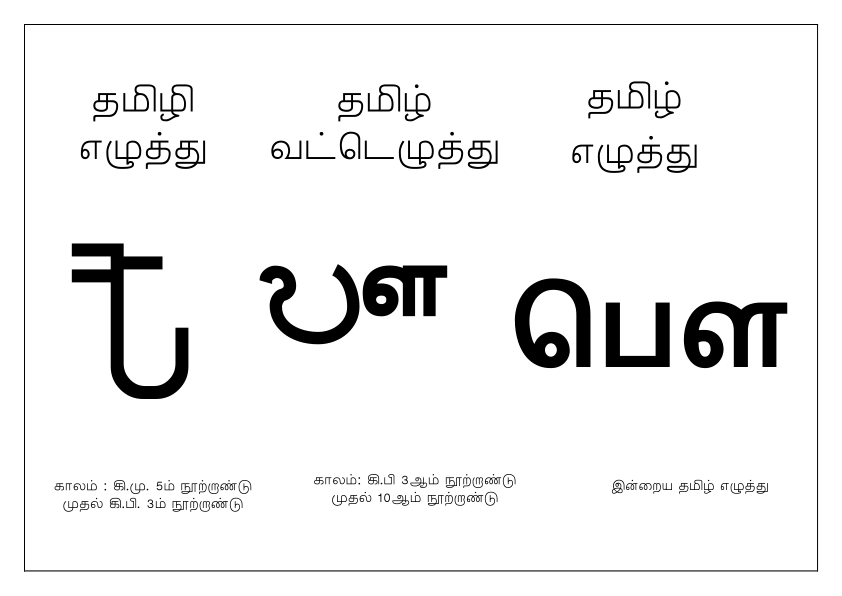 தமிழி
எழுத்து
தமிழ்
வட்டெழுத்து
தமிழ்
எழுத்து
பௌ
காலம் : கி.மு. 5ம் நூற்றாண்டு
முதல் கி.பி. 3ம் நூற்றாண்டு
காலம்: கி.பி 3ஆம் நூற்றாண்டு
முதல் 10ஆம் நூற்றாண்டு
இன்றைய தமிழ் எழுத்து